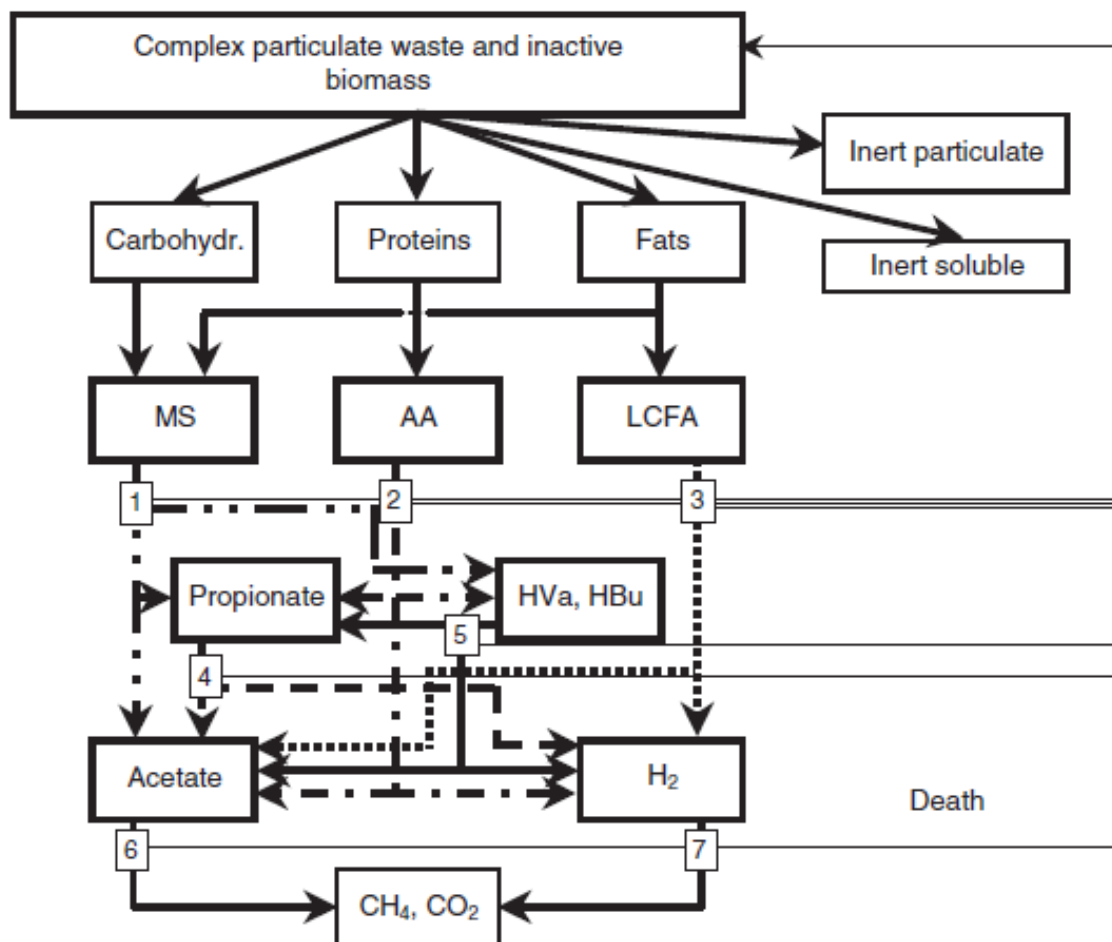 Complex particulate waste and inactive
biomass
Inert particulate
Carbohydr.
Proteins
Fats
Inert soluble
MS
AA
LCFA
1
2
3
Propionate
HVa, HBu
5
4
Acetate
H₂
Death
6
7
CH₄, CO₂